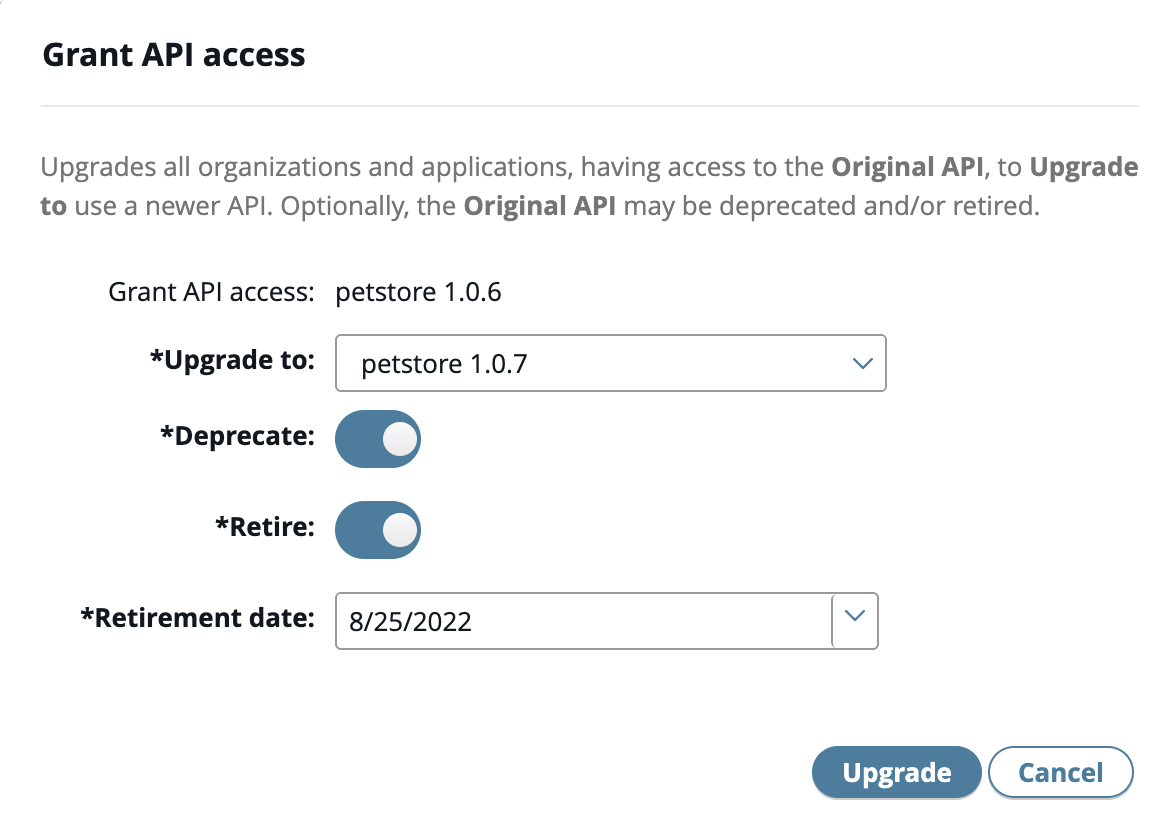 Grant API access
Upgrades all organizations and applications, having access to the Original API, to Upgrade
to use a newer API. Optionally, the Original API may be deprecated and/or retired.
Grant API access: petstore 1.0.6
*Upgrade to: petstore 1.0.7
*Deprecate:
*Retire:
*Retirement date: 8/25/2022
Upgrade Cancel